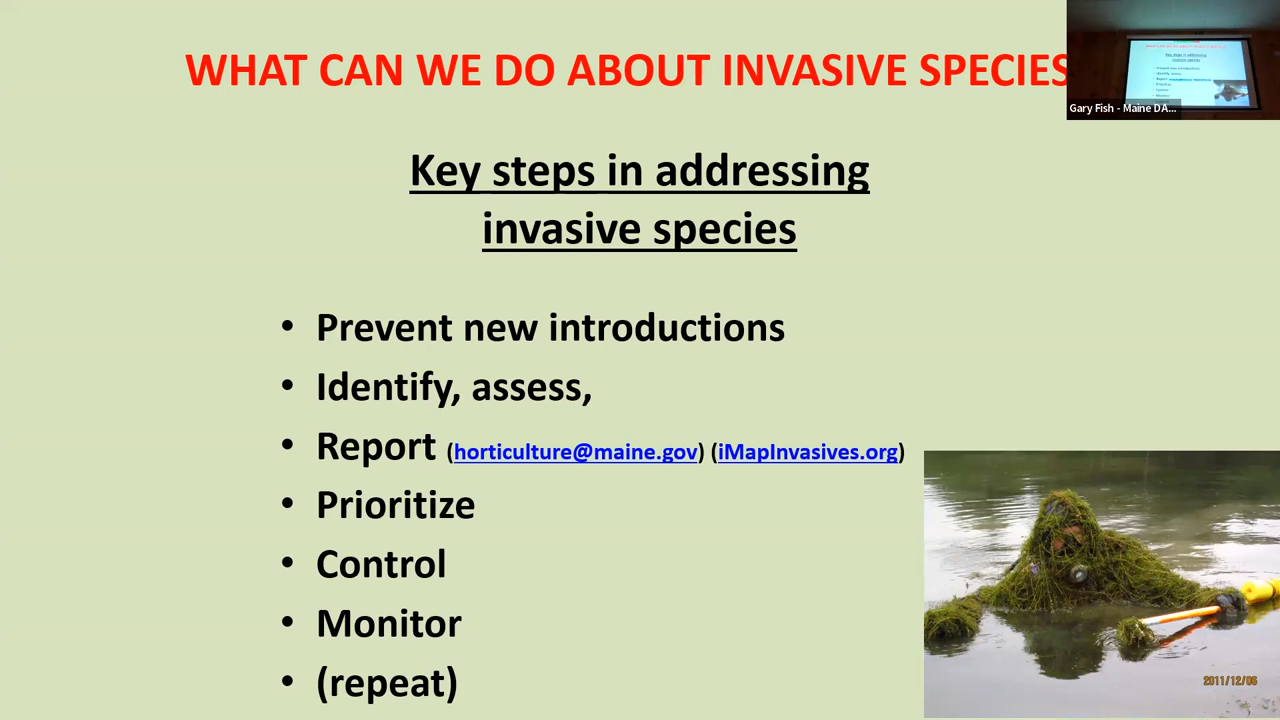 WHAT CAN WE DO ABOUT INVASIVE SPECIES
Gary Fish - Maine DA...
Key steps in addressing
invasive species
• Prevent new introductions
• Identify, assess,
• Report (horticulture@maine.gov) (iMapInvasives.org)
• Prioritize
• Control
• Monitor
• (repeat)
2011/12/06